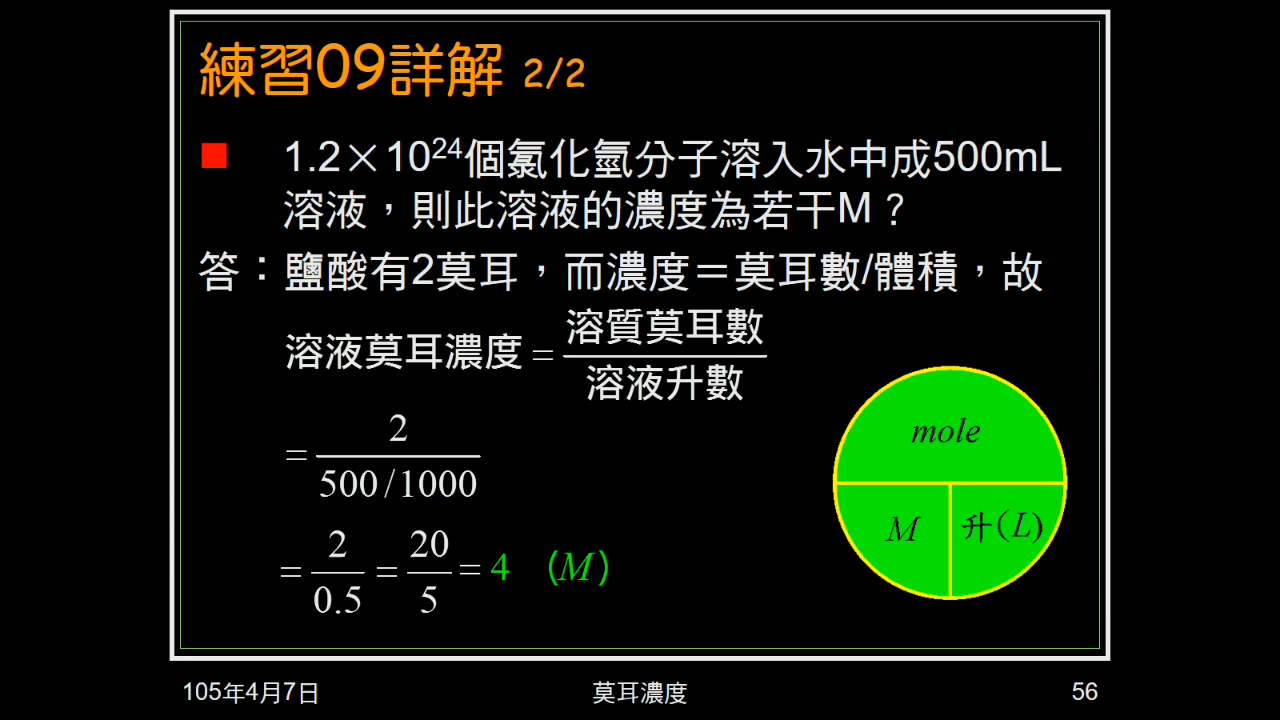 練習09詳解 2/2
1.2×10²⁴個氯化氫分子溶入水中成500mL
溶液，則此溶液的濃度為若干M？
答：鹽酸有2莫耳，而濃度＝莫耳數/體積，故
溶液莫耳濃度 = 溶質莫耳數 / 溶液升數
= 2 / 500/1000
= 2/0.5 = 20/5 = 4 (M)
mole
M 升(L)
105年4月7日 莫耳濃度 56